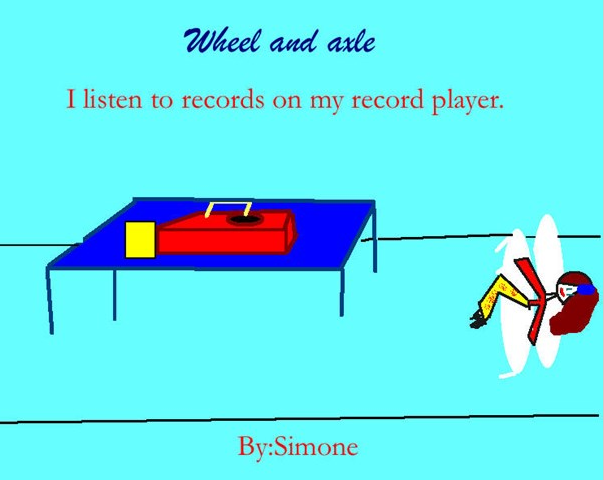 Wheel and axle
I listen to records on my record player.
By:Simone